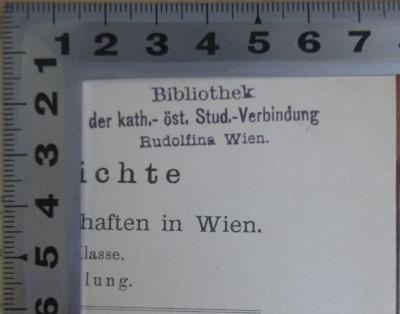 1 2 3 4 5 6 7
1
2
3
4
5
6
Bibliothek
der kath.- öst. Stud.-Verbindung
Rudolfina Wien.
ichte
haften in Wien.
lasse.
lung.